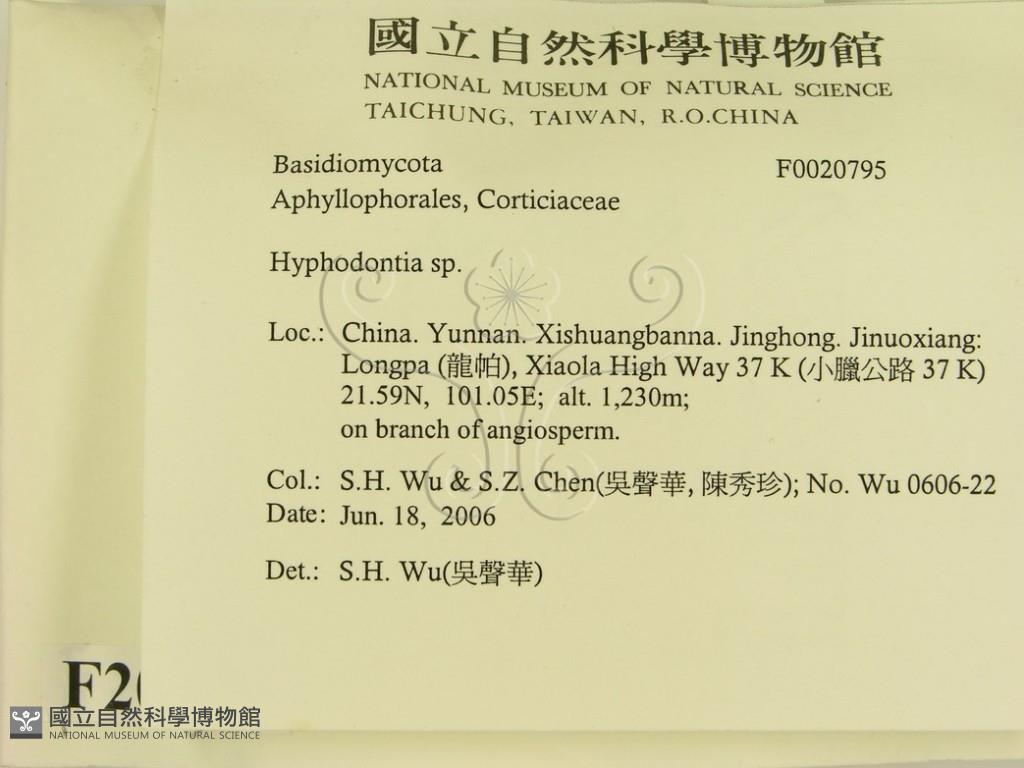 國立自然科學博物館
NATIONAL MUSEUM OF NATURAL SCIENCE
TAICHUNG, TAIWAN, R.O.CHINA
Basidiomycota F0020795
Aphyllophorales, Corticiaceae
Hyphodontia sp.
Loc.: China. Yunnan. Xishuangbanna. Jinghong. Jinuoxiang:
Longpa (龍帕), Xiaola High Way 37 K (小臘公路 37 K)
21.59N, 101.05E; alt. 1,230m;
on branch of angiosperm.
Col.: S.H. Wu & S.Z. Chen(吳聲華, 陳秀珍); No. Wu 0606-22
Date: Jun. 18, 2006
Det.: S.H. Wu(吳聲華)
F2
國立自然科學博物館
NATIONAL MUSEUM OF NATURAL SCIENCE